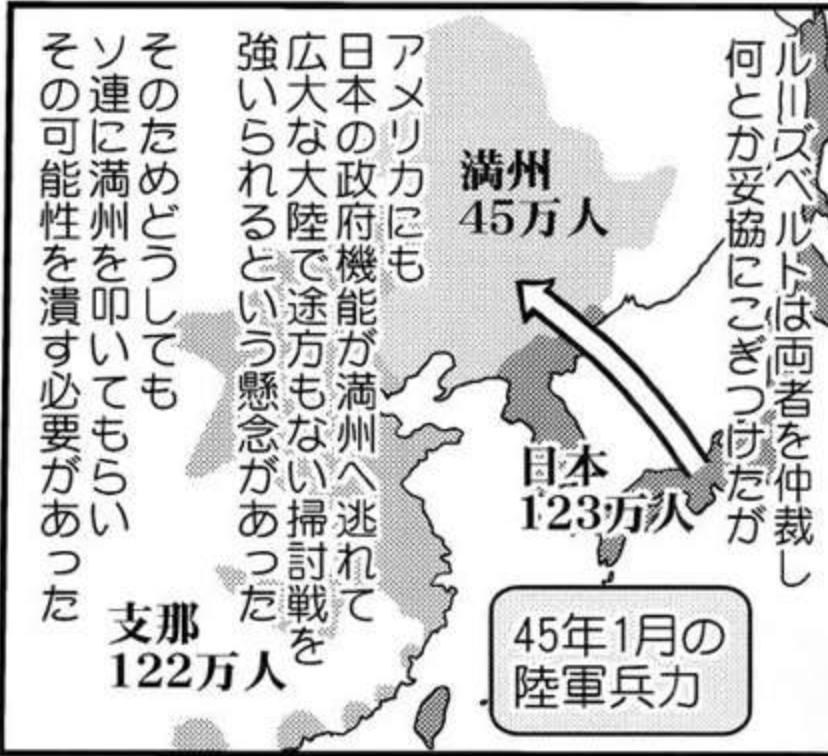 ルーズベルトは両者を仲裁し
何とか妥協にこぎつけたが
アメリカにも
日本の政府機能が満州へ逃れて
広大な大陸で途方もない掃討戦を
強いられるという懸念があった
そのためどうしても
ソ連に満州を叩いてもらい
その可能性を潰す必要があった
満州
45万人
日本
123万人
支那
122万人
45年1月の
陸軍兵力